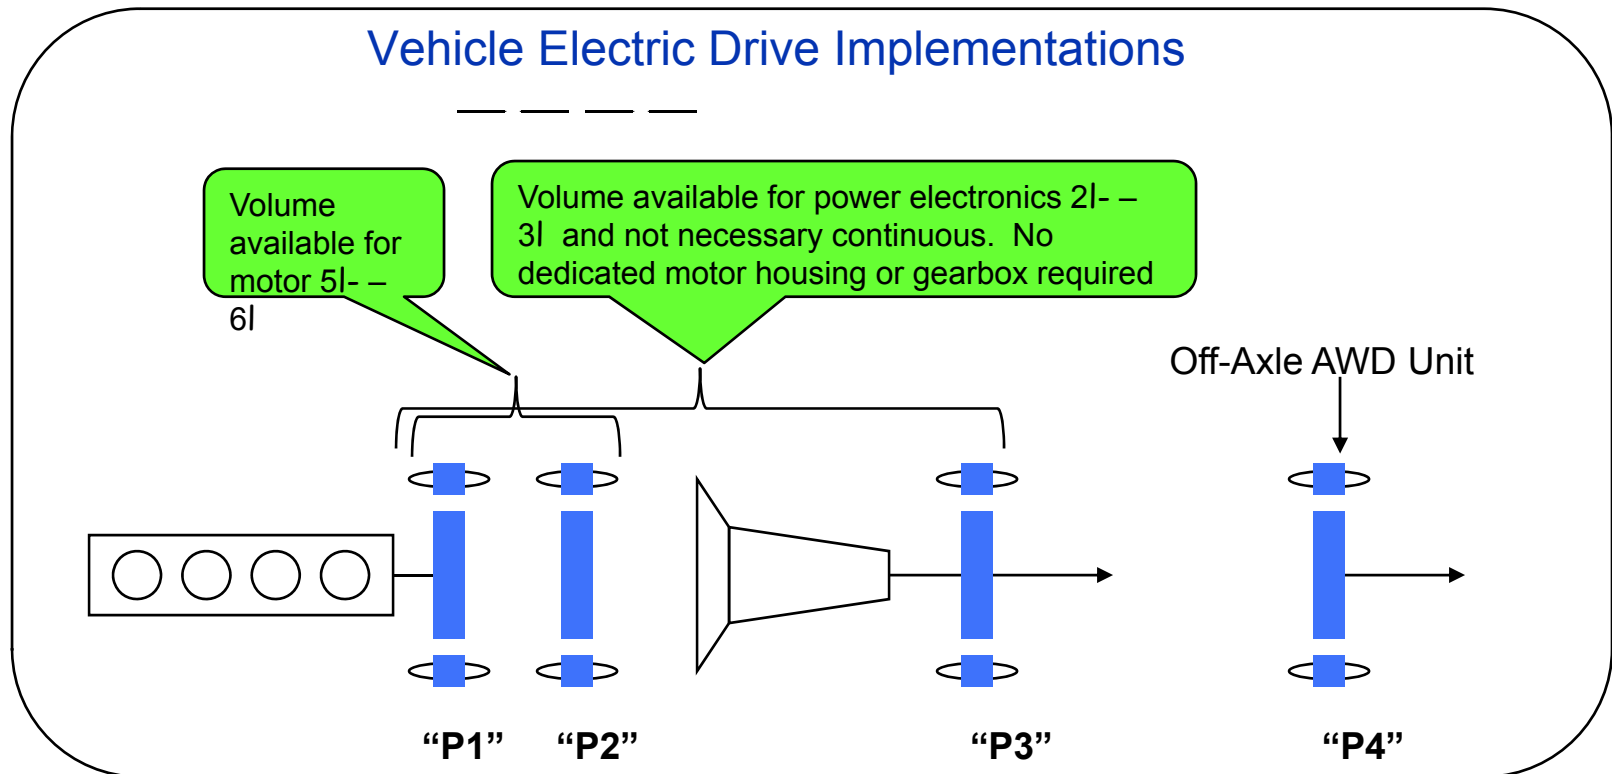 Vehicle Electric Drive Implementations
Volume
available for
motor 5l- –
6l
Volume available for power electronics 2l- –
3l and not necessary continuous. No
dedicated motor housing or gearbox required
Off-Axle AWD Unit
“P1” “P2” “P3” “P4”